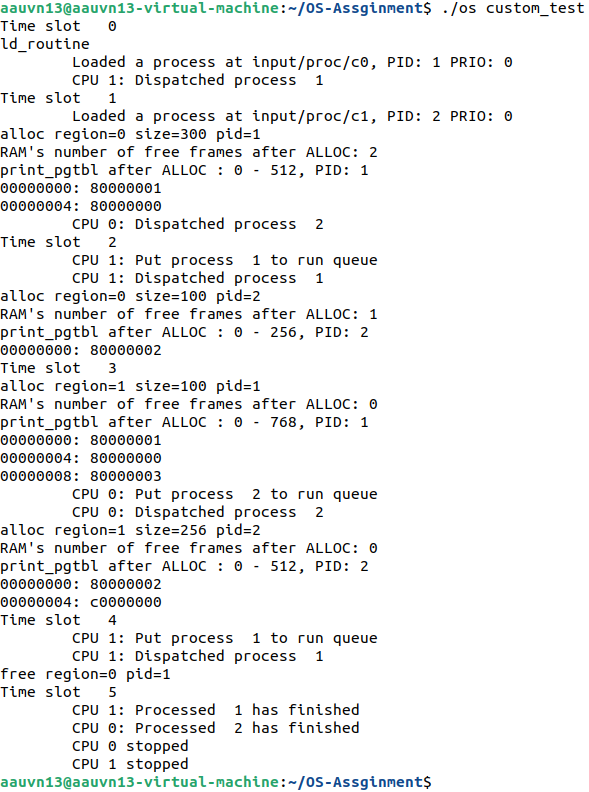 aauvn13@aauvn13-virtual-machine:~/OS-Assginment$ ./os custom_test
Time slot   0
ld_routine
        Loaded a process at input/proc/c0, PID: 1 PRIO: 0
        CPU 1: Dispatched process  1
Time slot   1
        Loaded a process at input/proc/c1, PID: 2 PRIO: 0
alloc region=0 size=300 pid=1
RAM's number of free frames after ALLOC: 2
print_pgtbl after ALLOC : 0 - 512, PID: 1
00000000: 80000001
00000004: 80000000
        CPU 0: Dispatched process  2
Time slot   2
        CPU 1: Put process  1 to run queue
        CPU 1: Dispatched process  1
alloc region=0 size=100 pid=2
RAM's number of free frames after ALLOC: 1
print_pgtbl after ALLOC : 0 - 256, PID: 2
00000000: 80000002
Time slot   3
alloc region=1 size=100 pid=1
RAM's number of free frames after ALLOC: 0
print_pgtbl after ALLOC : 0 - 768, PID: 1
00000000: 80000001
00000004: 80000000
00000008: 80000003
        CPU 0: Put process  2 to run queue
        CPU 0: Dispatched process  2
alloc region=1 size=256 pid=2
RAM's number of free frames after ALLOC: 0
print_pgtbl after ALLOC : 0 - 512, PID: 2
00000000: 80000002
00000004: c0000000
Time slot   4
        CPU 1: Put process  1 to run queue
        CPU 1: Dispatched process  1
free region=0 pid=1
Time slot   5
        CPU 1: Processed  1 has finished
        CPU 0: Processed  2 has finished
        CPU 0 stopped
        CPU 1 stopped
aauvn13@aauvn13-virtual-machine:~/OS-Assginment$